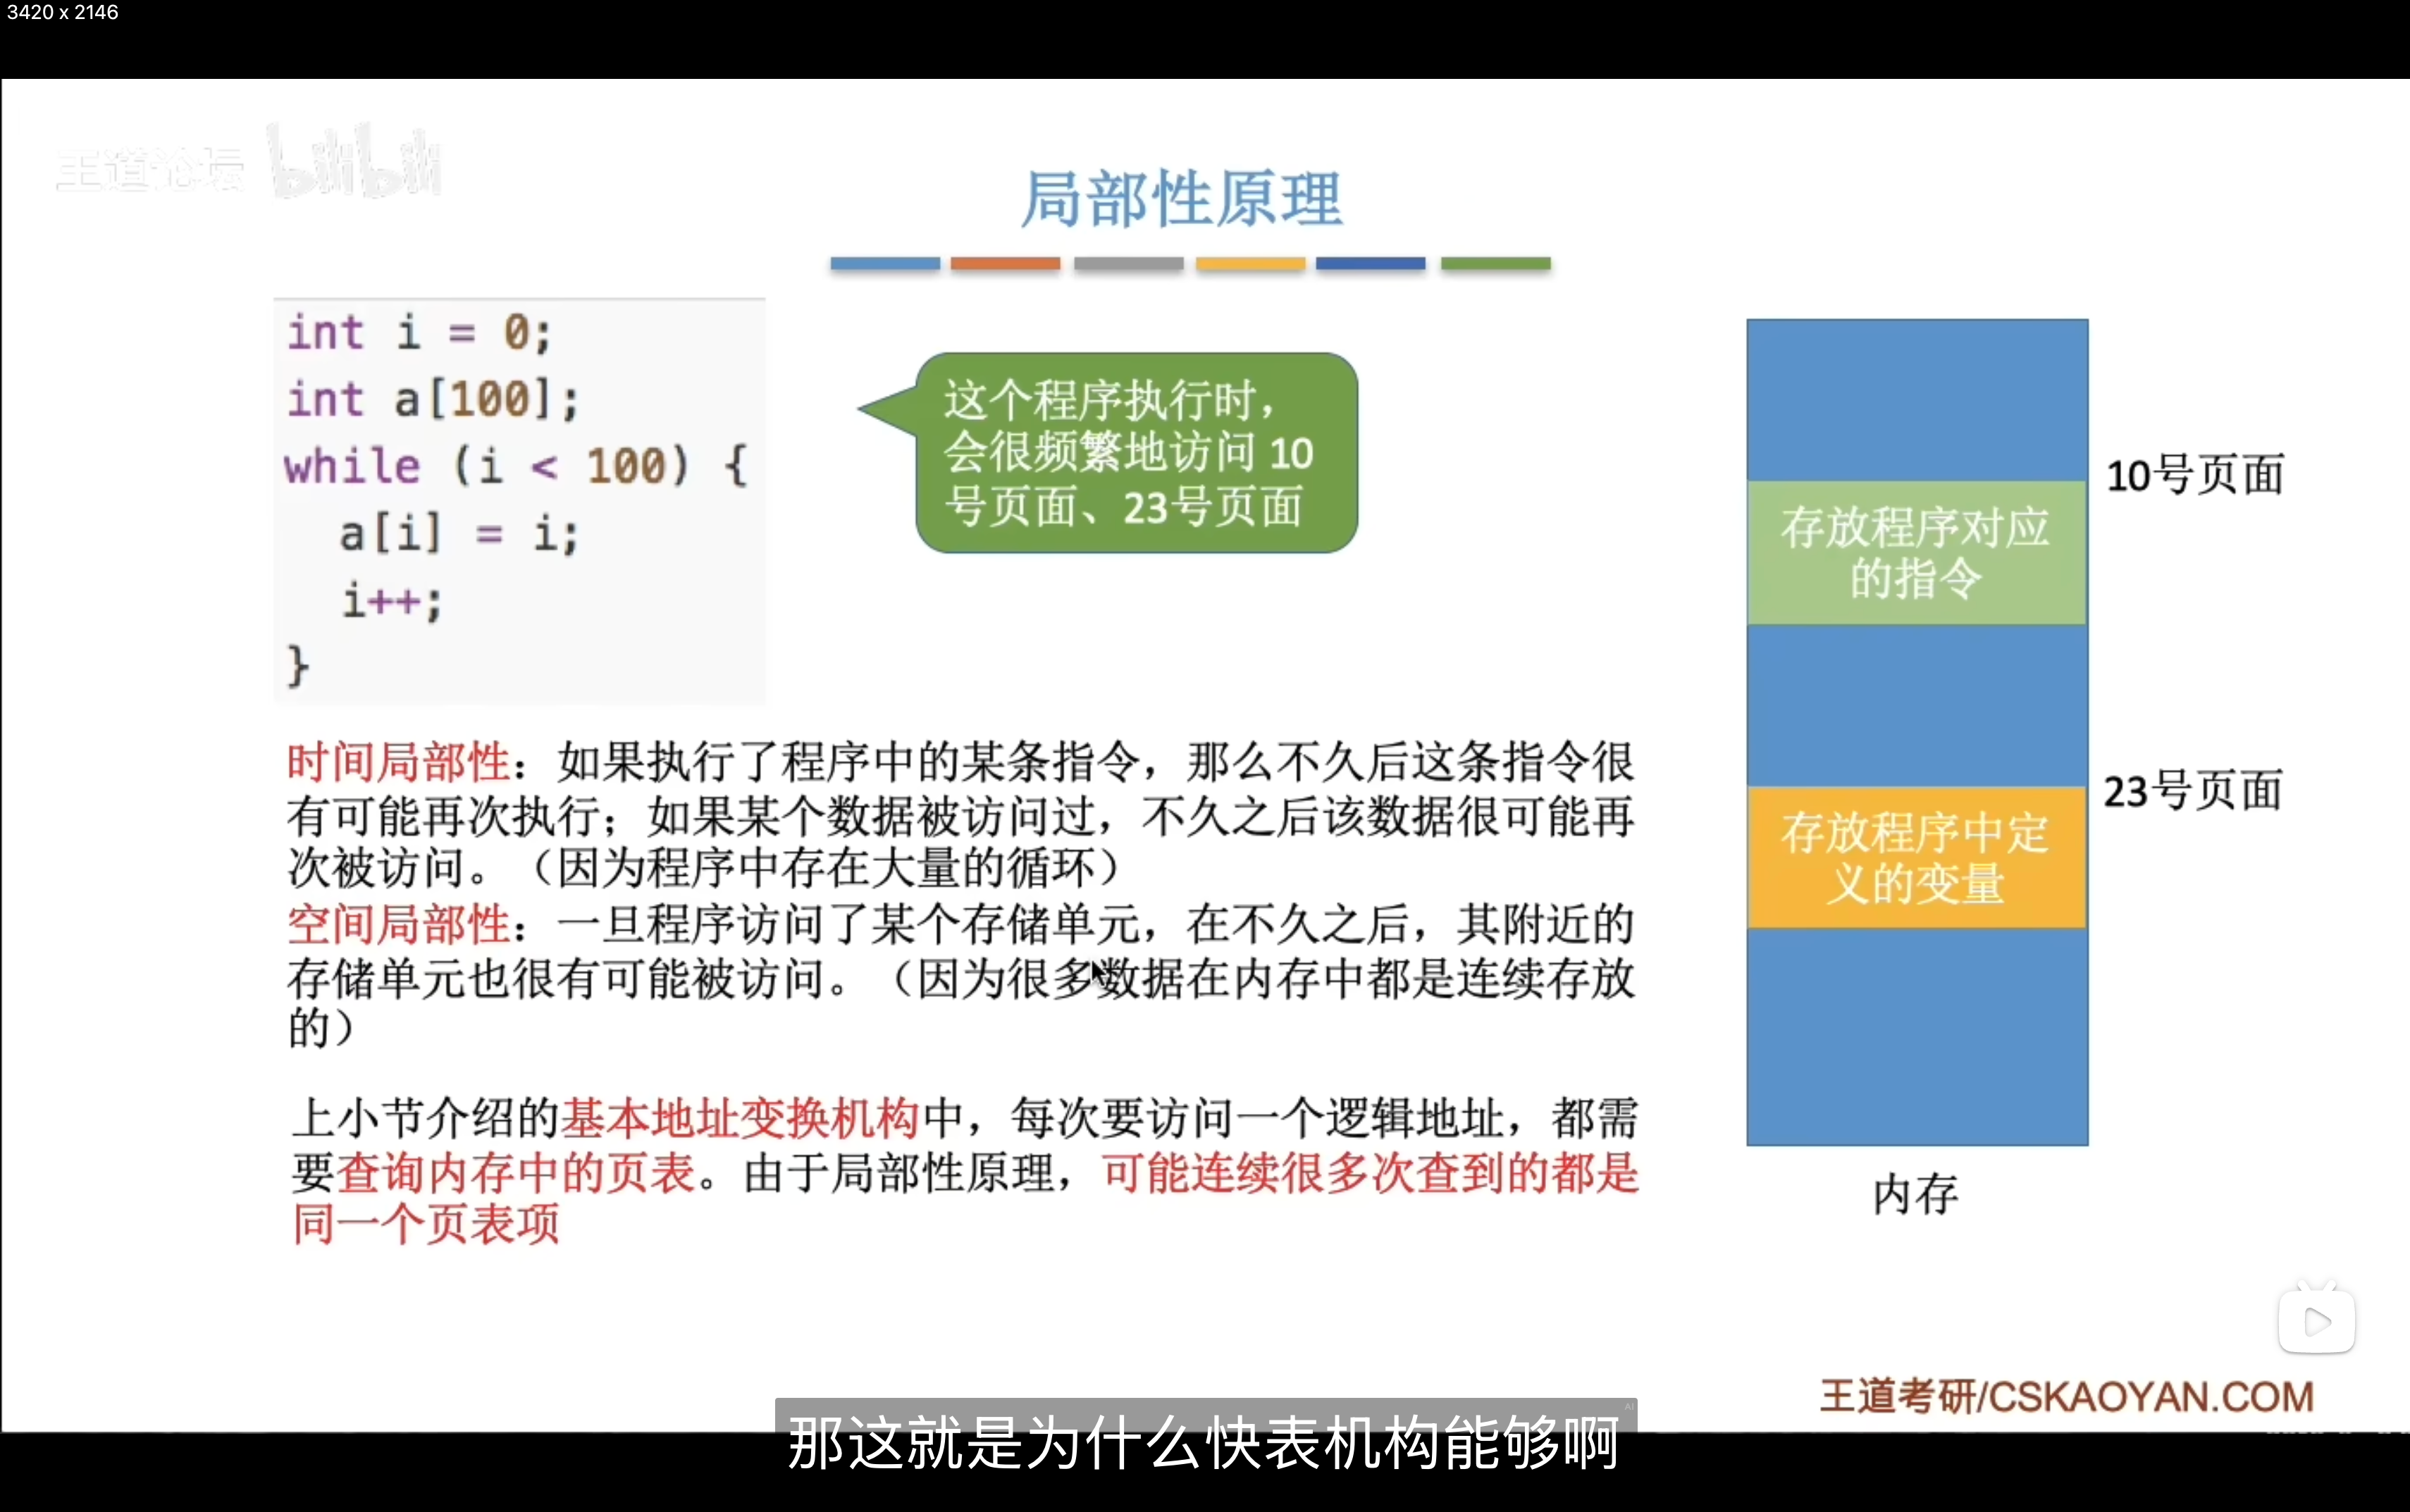 3420 x 2146
王道论坛 bilibili
局部性原理
int i = 0;
int a[100];
while (i < 100) {
  a[i] = i;
  i++;
}
这个程序执行时，
会很频繁地访问 10
号页面、23号页面
10号页面
存放程序对应
的指令
23号页面
存放程序中定
义的变量
内存
时间局部性：如果执行了程序中的某条指令，那么不久后这条指令很
有可能再次执行；如果某个数据被访问过，不久之后该数据很可能再
次被访问。（因为程序中存在大量的循环）
空间局部性：一旦程序访问了某个存储单元，在不久之后，其附近的
存储单元也很有可能被访问。（因为很多数据在内存中都是连续存放
的）
上小节介绍的基本地址变换机构中，每次要访问一个逻辑地址，都需
要查询内存中的页表。由于局部性原理，可能连续很多次查到的都是
同一个页表项
王道考研/CSKAOYAN.COM
AI
那这就是为什么快表机构能够啊